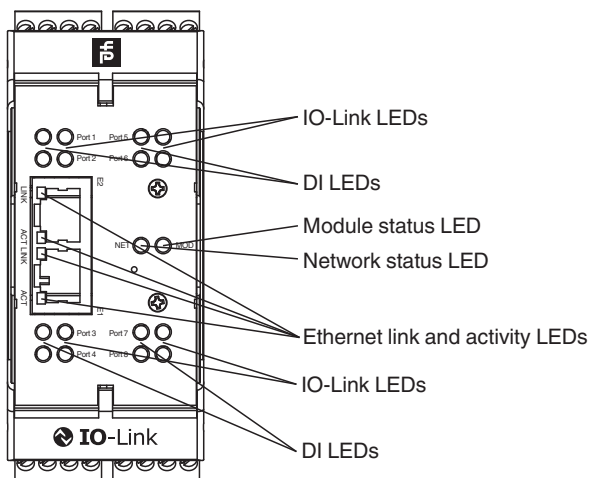 Port 1 Port 5
IO-Link LEDs
Port 2 Port 6
DI LEDs
LINK
E2
Module status LED
ACT LINK
NET MOD
Network status LED
ACT
E1
Ethernet link and activity LEDs
Port 3 Port 7
Port 4 Port 8
IO-Link LEDs
IO-Link
DI LEDs